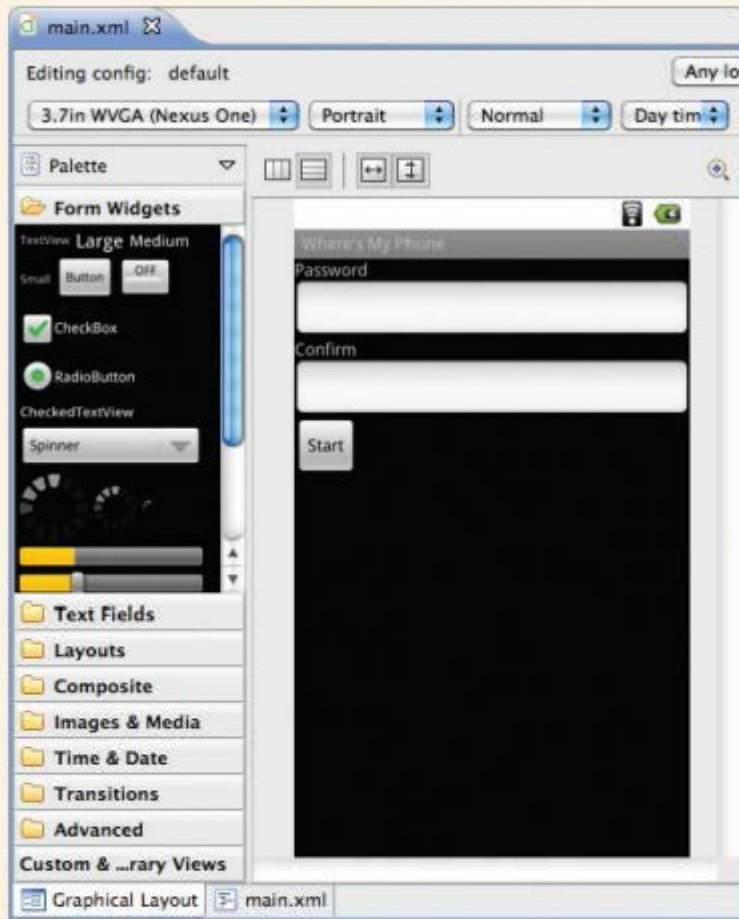 main.xml
Editing config: default
Any lo
3.7in WVGA (Nexus One)
Portrait
Normal
Day tim
Palette
Form Widgets
TextView Large Medium
Small Button OFF
CheckBox
RadioButton
CheckedTextView
Spinner
Text Fields
Layouts
Composite
Images & Media
Time & Date
Transitions
Advanced
Custom & ...rary Views
Where's My Phone
Password
Confirm
Start
Graphical Layout
main.xml